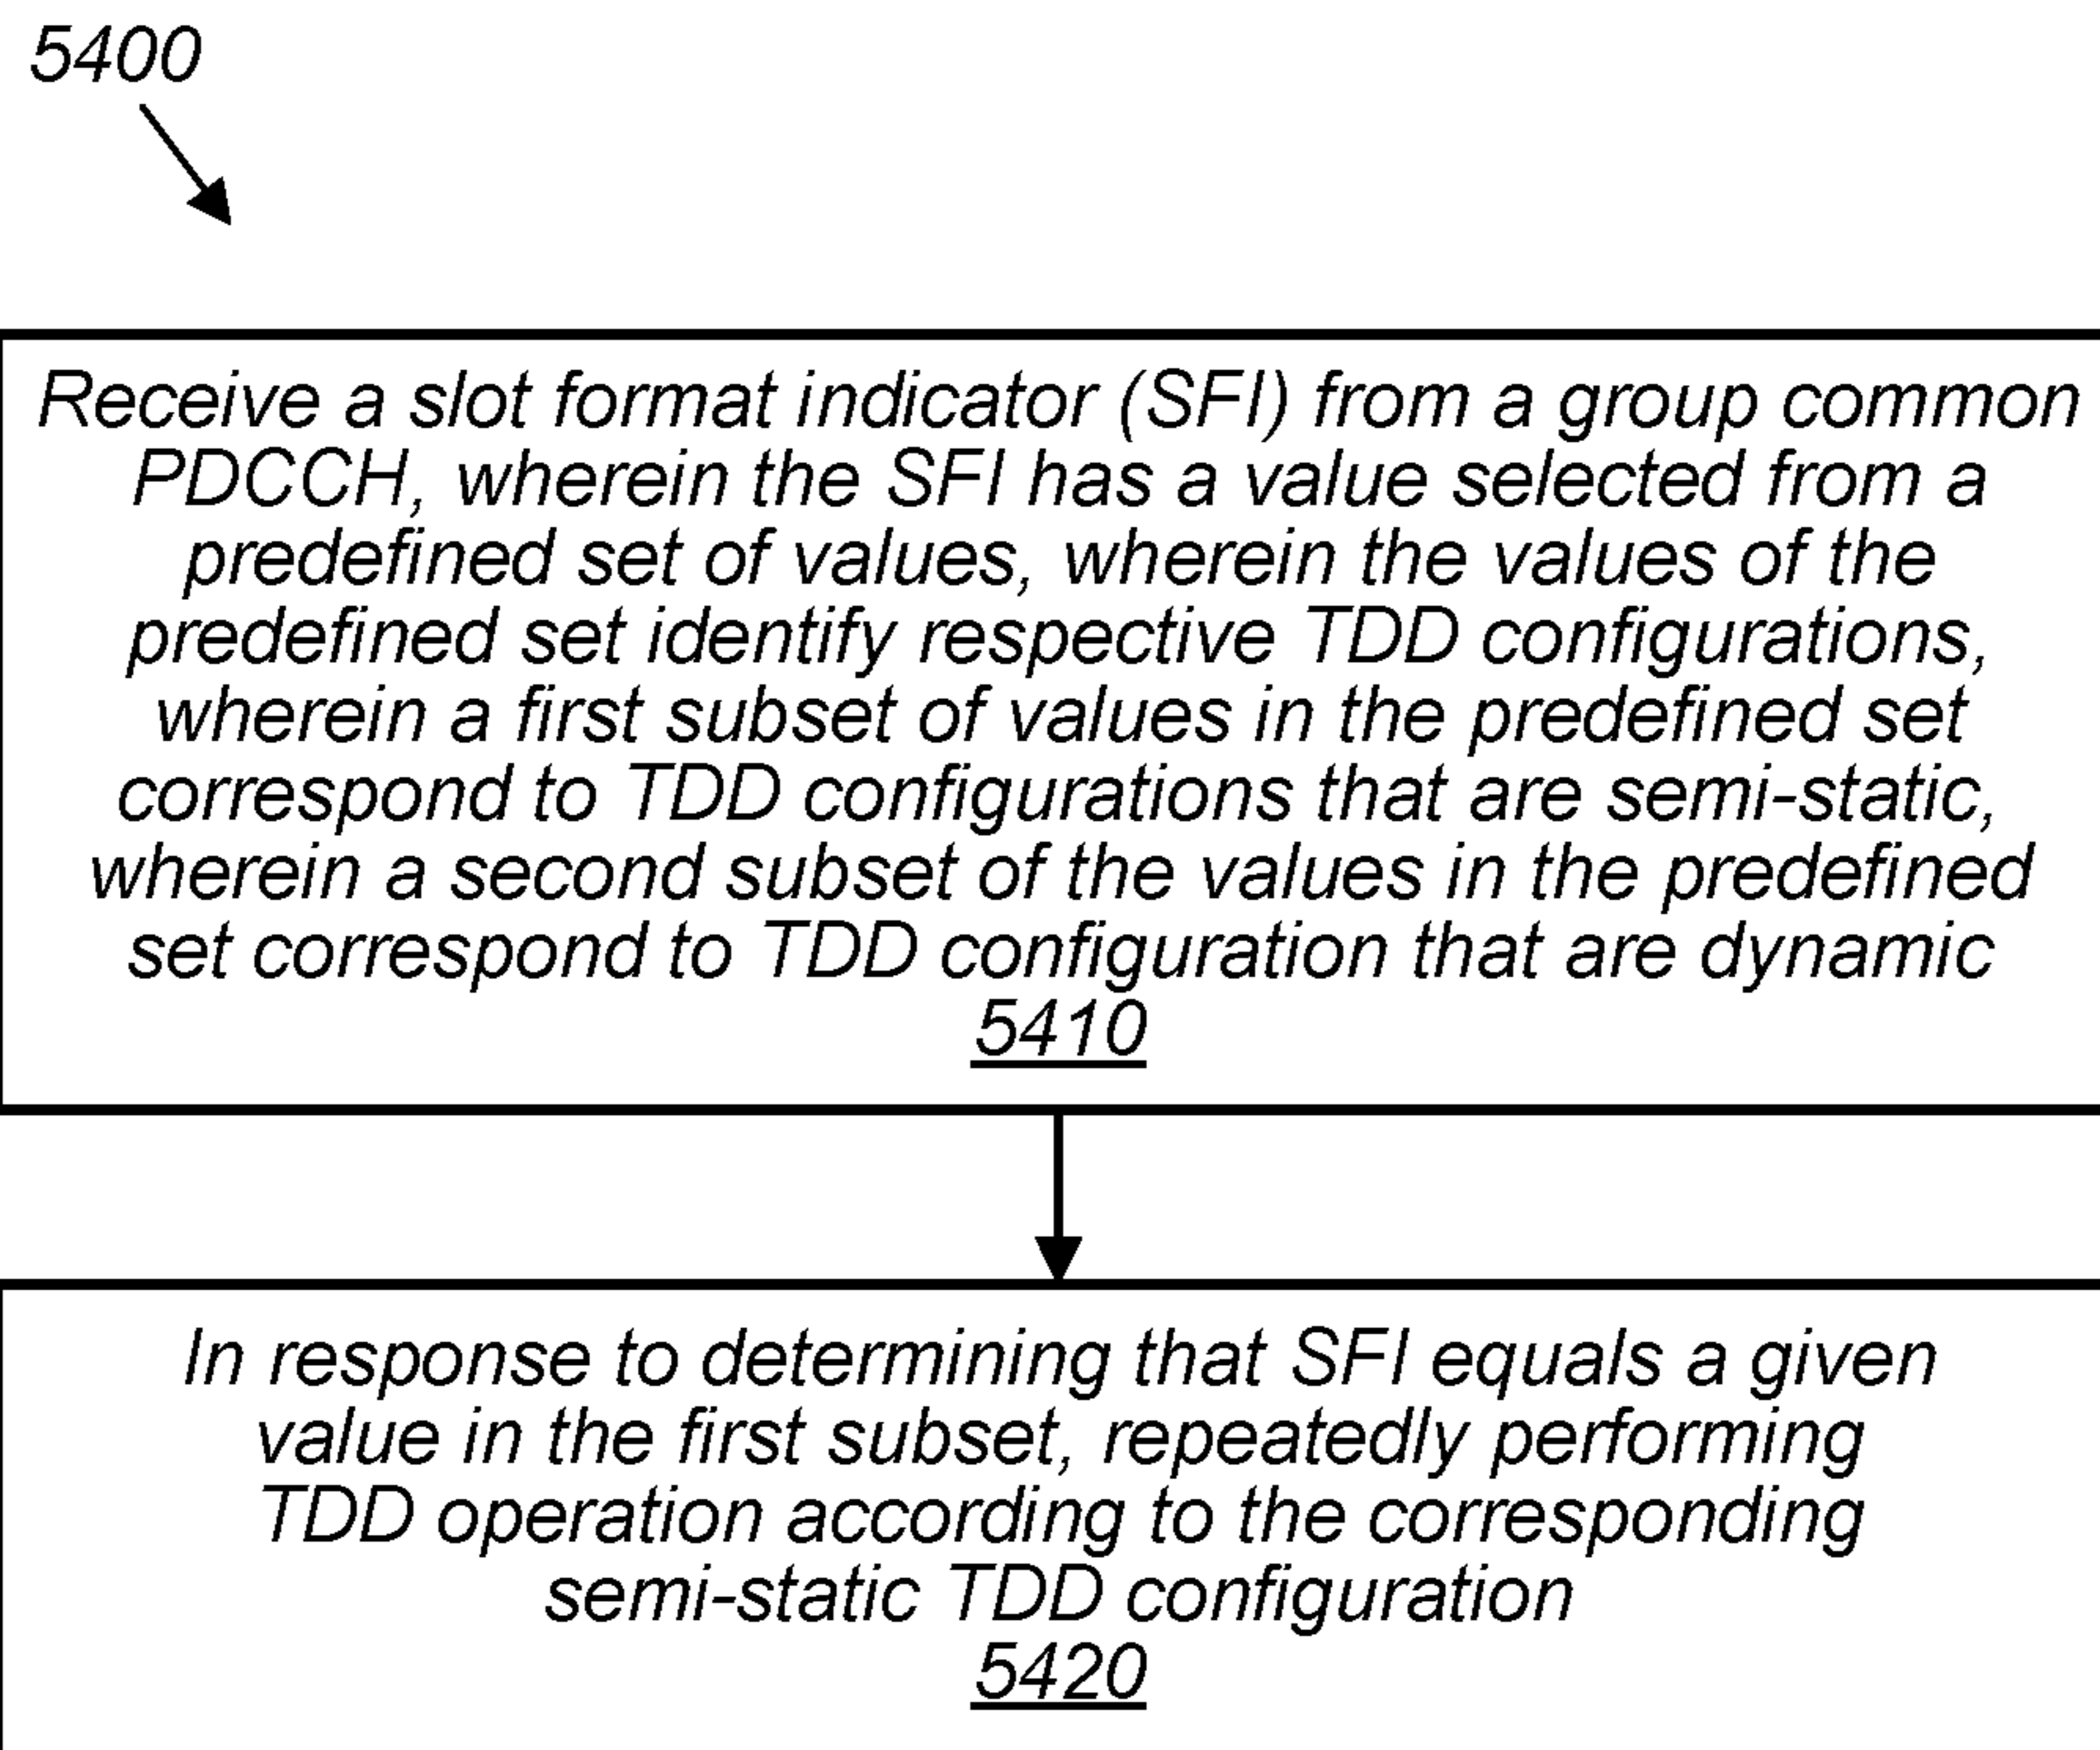 5400
Receive a slot format indicator (SFI) from a group common
PDCCH, wherein the SFI has a value selected from a
predefined set of values, wherein the values of the
predefined set identify respective TDD configurations,
wherein a first subset of values in the predefined set
correspond to TDD configurations that are semi-static,
wherein a second subset of the values in the predefined
set correspond to TDD configuration that are dynamic
5410
In response to determining that SFI equals a given
value in the first subset, repeatedly performing
TDD operation according to the corresponding
semi-static TDD configuration
5420